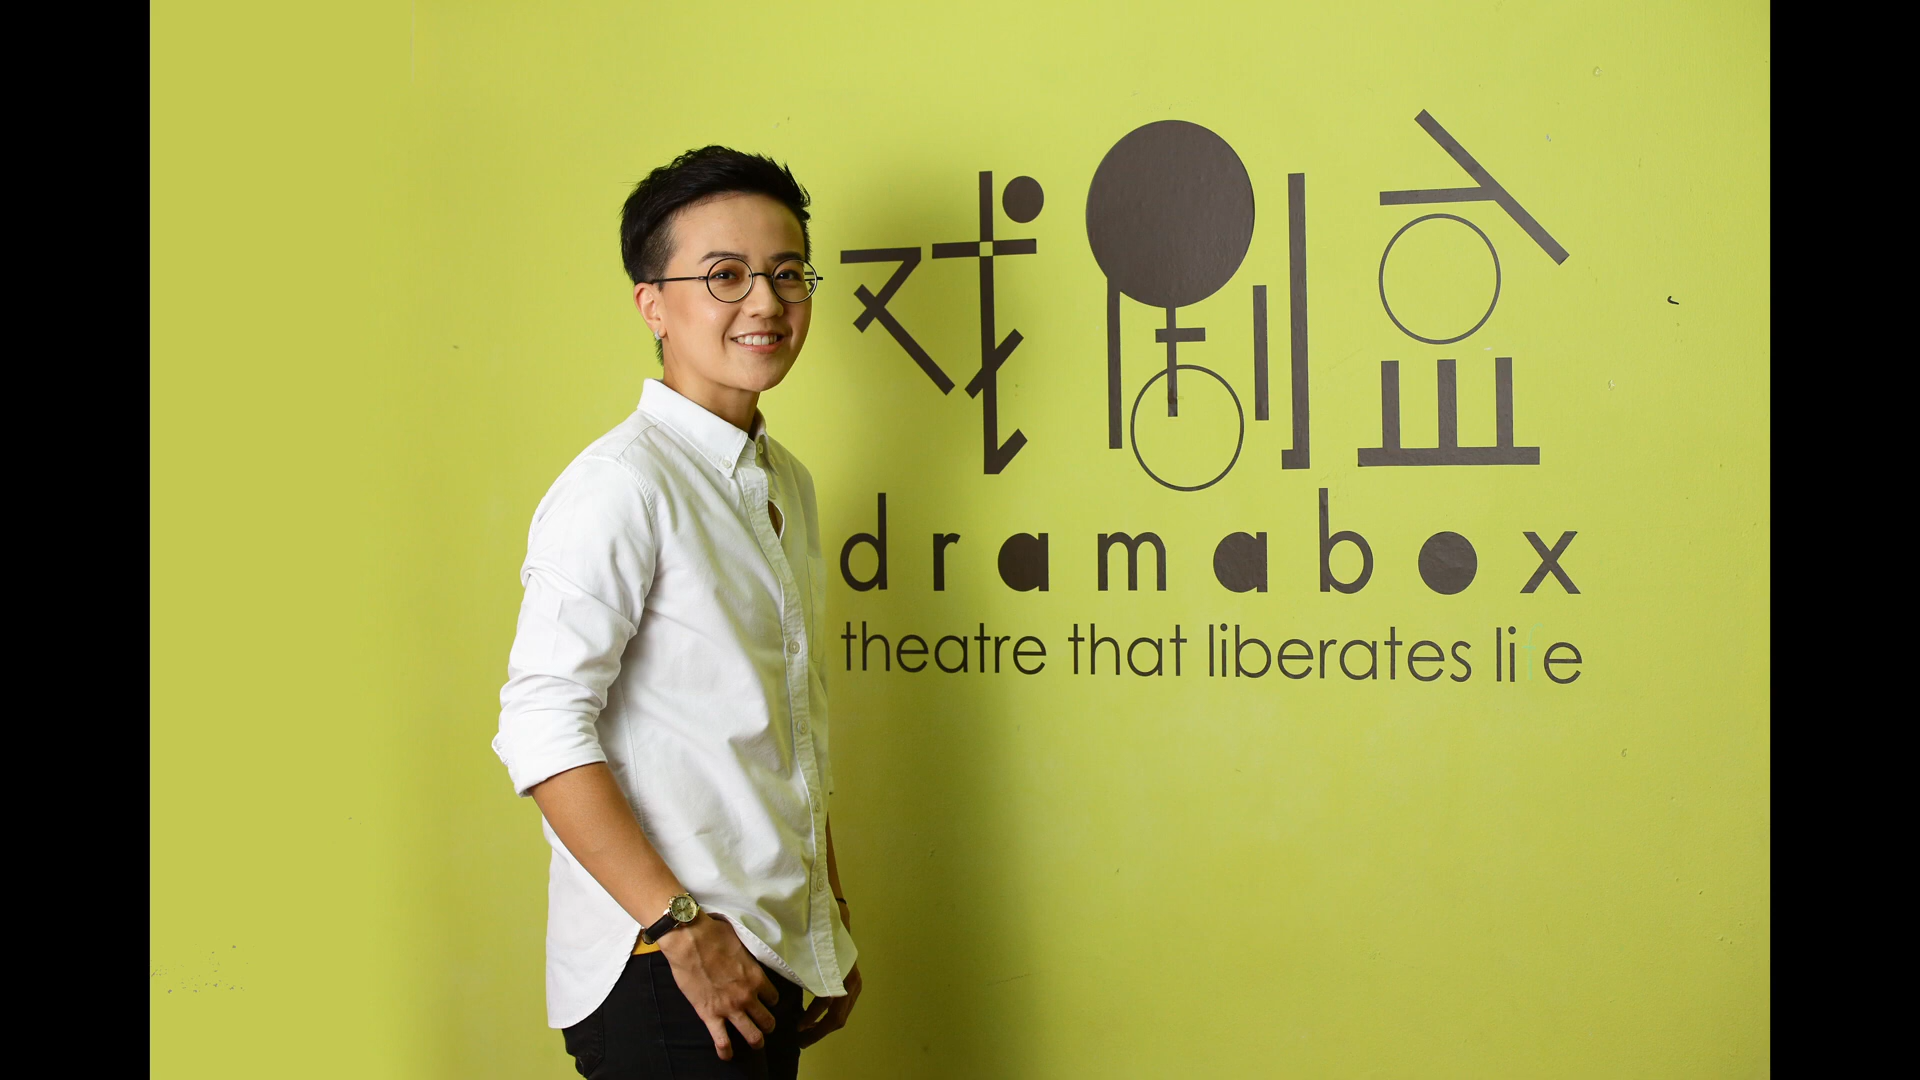 戏剧盒
dramabox
theatre that liberates life